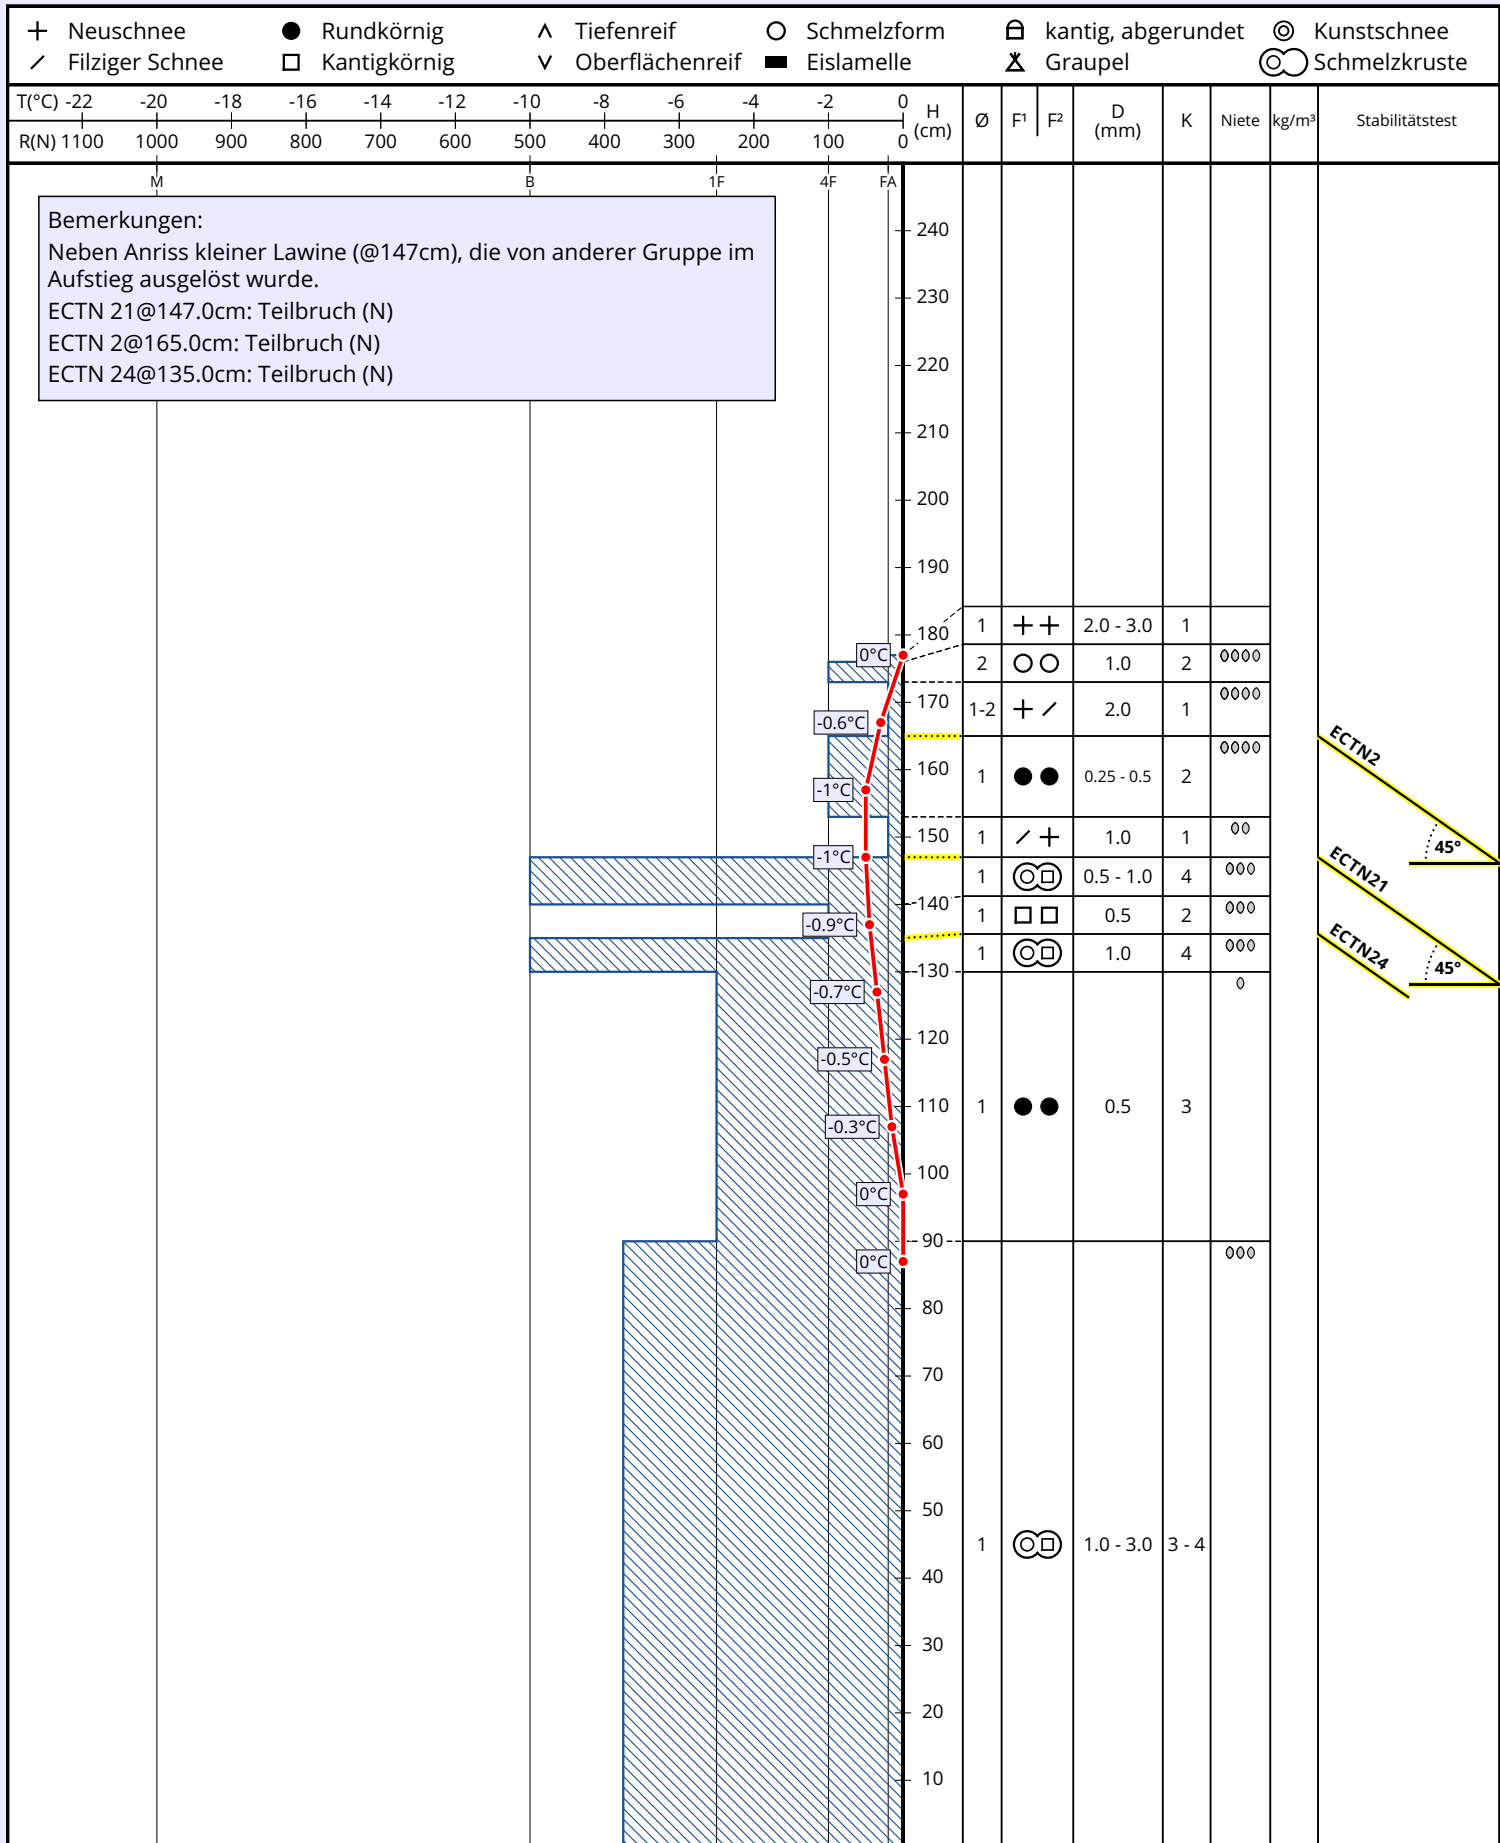 Neuschnee Rundkörnig Tiefenreif Schmelzform kantig, abgerundet Kunstschnee
Filziger Schnee Kantigkörnig Oberflächenreif Eislamelle Graupel Schmelzkruste
T(°C) -22 -20 -18 -16 -14 -12 -10 -8 -6 -4 -2 0
R(N) 1100 1000 900 800 700 600 500 400 300 200 100 0
H (cm) Ø F¹ F² D (mm) K Niete kg/m³ Stabilitätstest
M B 1F 4F FA
Bemerkungen:
Neben Anriss kleiner Lawine (@147cm), die von anderer Gruppe im
Aufstieg ausgelöst wurde.
ECTN 21@147.0cm: Teilbruch (N)
ECTN 2@165.0cm: Teilbruch (N)
ECTN 24@135.0cm: Teilbruch (N)
240
230
220
210
200
190
180
170
160
150
140
130
120
110
100
90
80
70
60
50
40
30
20
10
0°C
-0.6°C
-1°C
-1°C
-0.9°C
-0.7°C
-0.5°C
-0.3°C
0°C
0°C
1 2.0 - 3.0 1
2 1.0 2
1-2 2.0 1
1 0.25 - 0.5 2
1 1.0 1
1 0.5 - 1.0 4
1 0.5 2
1 1.0 4
1 0.5 3
1 1.0 - 3.0 3 - 4
ECTN2
45°
ECTN21
45°
ECTN24